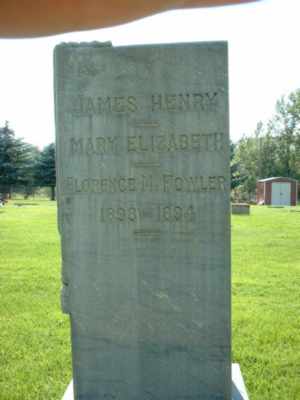 JAMES HENRY
MARY ELIZABETH
FLORENCE M. FOWLER
1893 – 1894